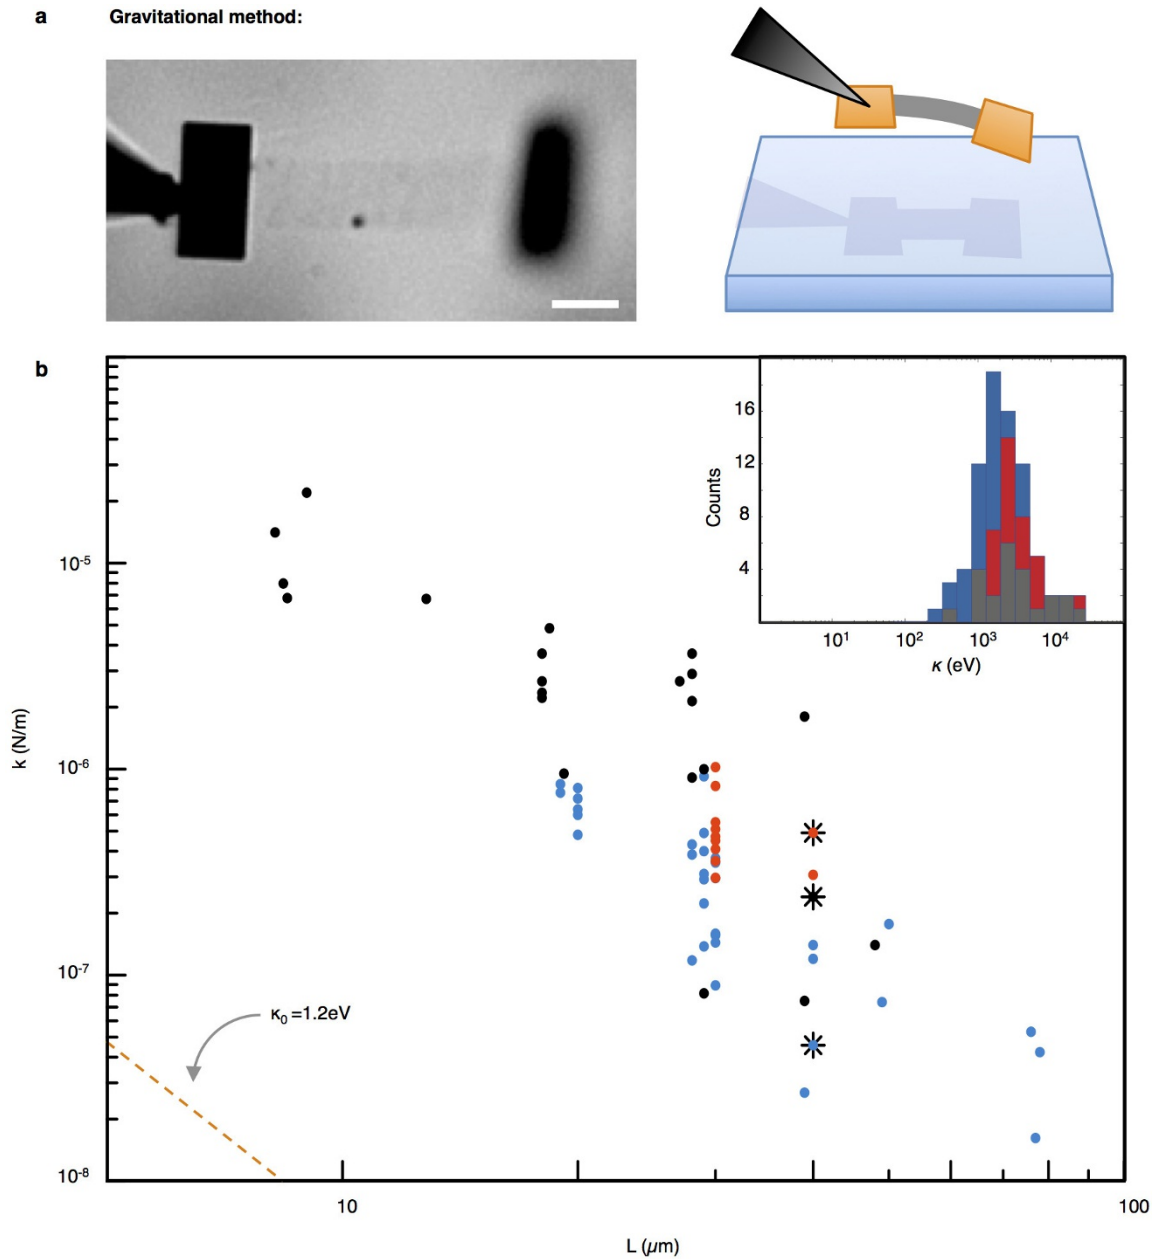 a Gravitational method:
b
16
12
8
4
Counts
10¹ 10² 10³ 10⁴
κ (eV)
10⁻⁵
10⁻⁶
10⁻⁷
10⁻⁸
k (N/m)
κ₀ =1.2eV
10 100
L (µm)